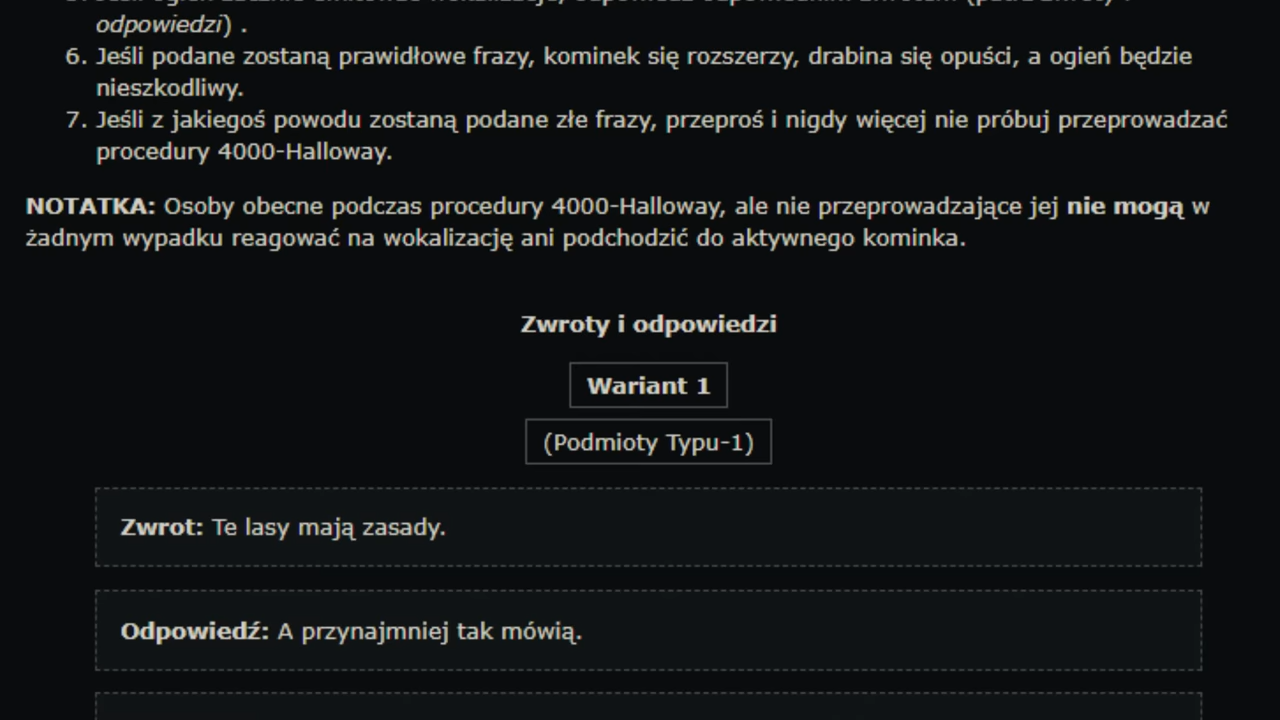 odpowiedzi) .
6. Jeśli podane zostaną prawidłowe frazy, kominek się rozszerzy, drabina się opuści, a ogień będzie
nieszkodliwy.
7. Jeśli z jakiegoś powodu zostaną podane złe frazy, przeproś i nigdy więcej nie próbuj przeprowadzać
procedury 4000-Halloway.
NOTATKA: Osoby obecne podczas procedury 4000-Halloway, ale nie przeprowadzające jej nie mogą w
żadnym wypadku reagować na wokalizację ani podchodzić do aktywnego kominka.
Zwroty i odpowiedzi
Wariant 1
(Podmioty Typu-1)
Zwrot: Te lasy mają zasady.
Odpowiedź: A przynajmniej tak mówią.